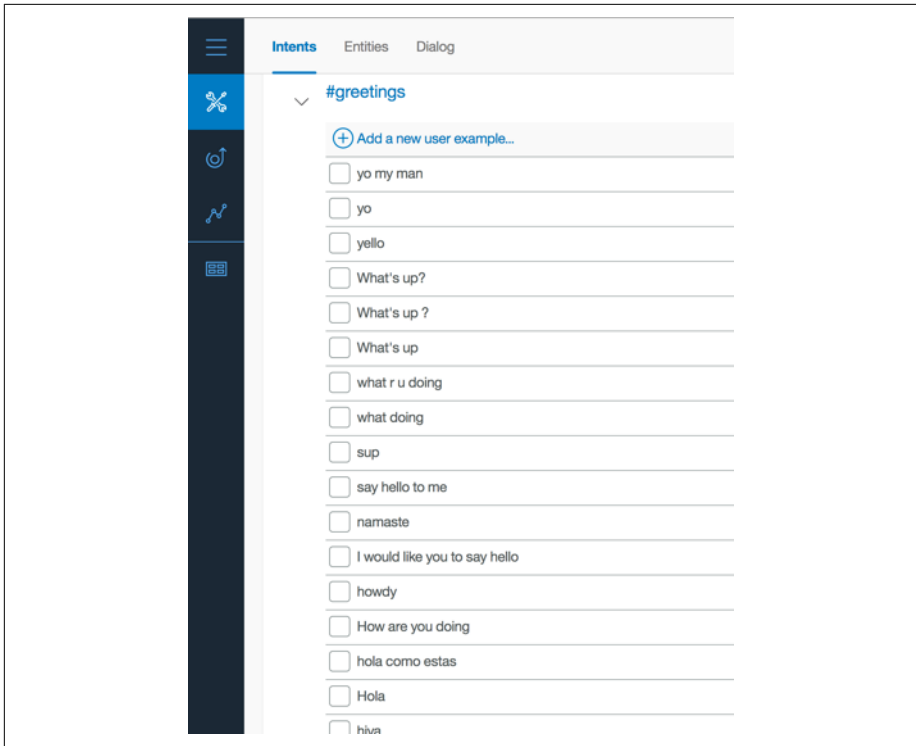 Intents Entities Dialog
#greetings
Add a new user example...
yo my man
yo
yello
What's up?
What's up ?
What's up
what r u doing
what doing
sup
say hello to me
namaste
I would like you to say hello
howdy
How are you doing
hola como estas
Hola
hiya